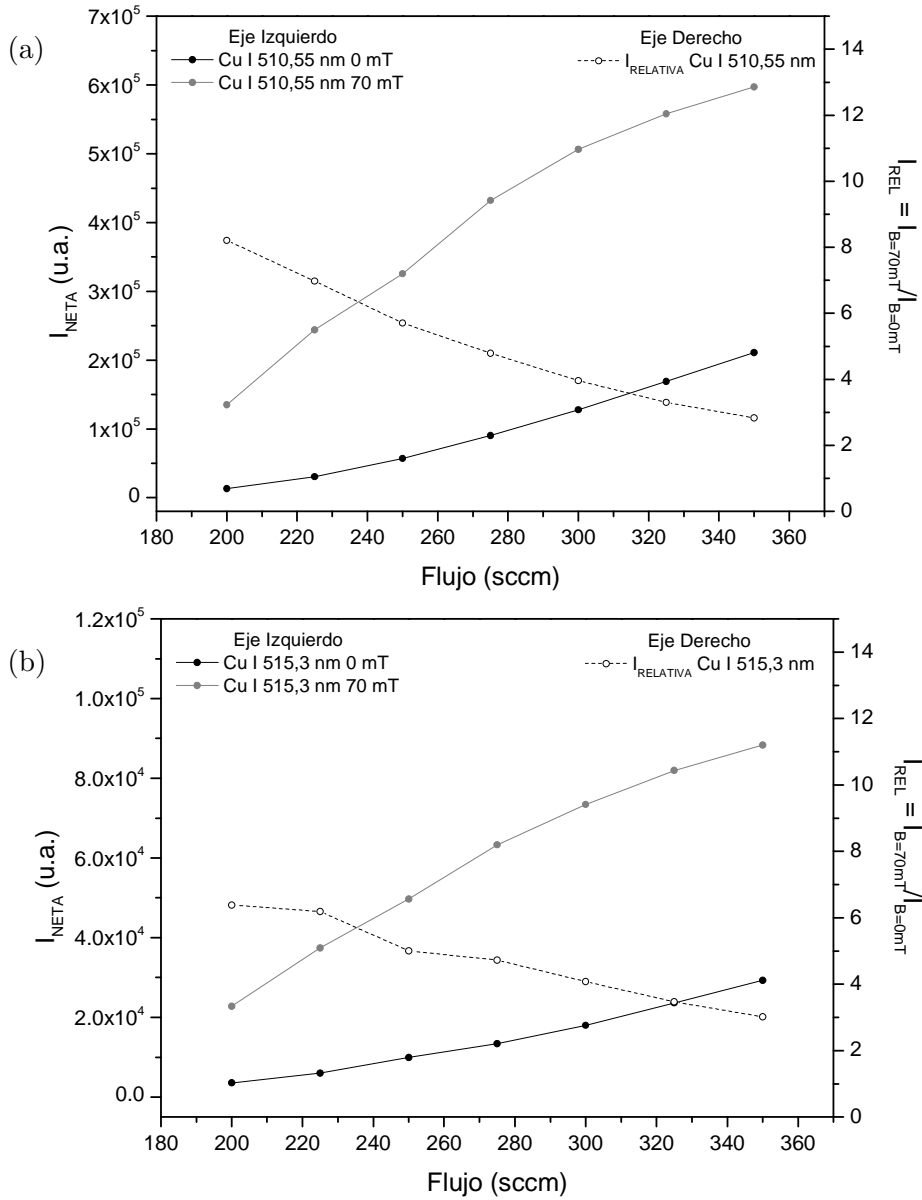 (a)
Eje Izquierdo
Cu I 510,55 nm 0 mT
Cu I 510,55 nm 70 mT
Eje Derecho
I_RELATIVA Cu I 510,55 nm
7x10^5
6x10^5
5x10^5
4x10^5
3x10^5
2x10^5
1x10^5
0
I_NETA (u.a.)
14
12
10
8
6
4
2
0
I_REL = I_B=70mT/I_B=0mT
180 200 220 240 260 280 300 320 340 360
Flujo (sccm)
(b)
Eje Izquierdo
Cu I 515,3 nm 0 mT
Cu I 515,3 nm 70 mT
Eje Derecho
I_RELATIVA Cu I 515,3 nm
1.2x10^5
1.0x10^5
8.0x10^4
6.0x10^4
4.0x10^4
2.0x10^4
0.0
I_NETA (u.a.)
14
12
10
8
6
4
2
0
I_REL = I_B=70mT/I_B=0mT
180 200 220 240 260 280 300 320 340 360
Flujo (sccm)